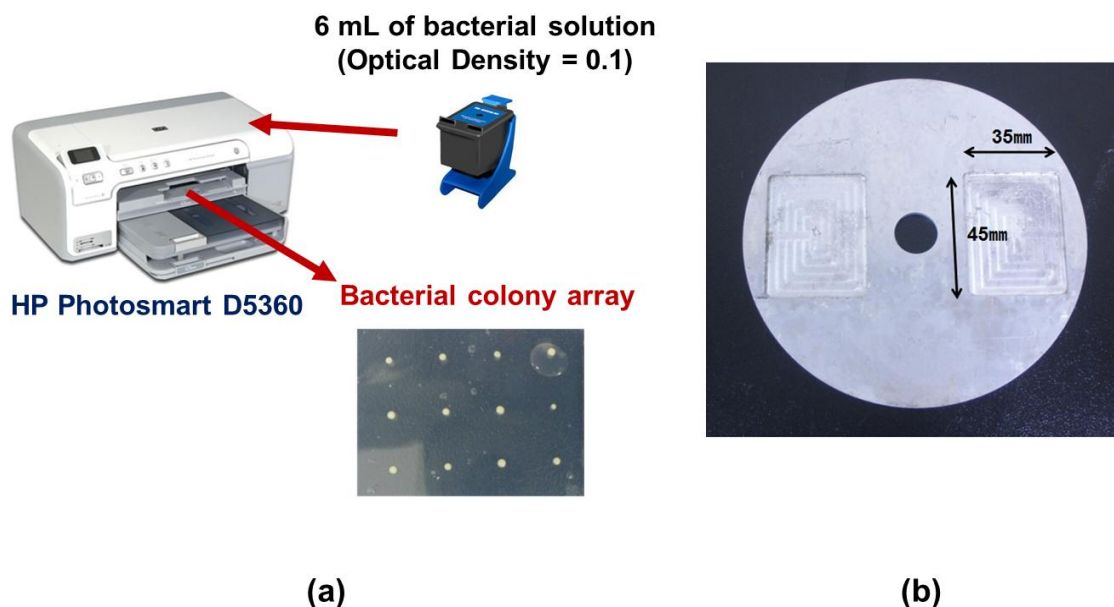 6 mL of bacterial solution
(Optical Density = 0.1)
HP Photosmart D5360
Bacterial colony array
35mm
45mm
(a)
(b)